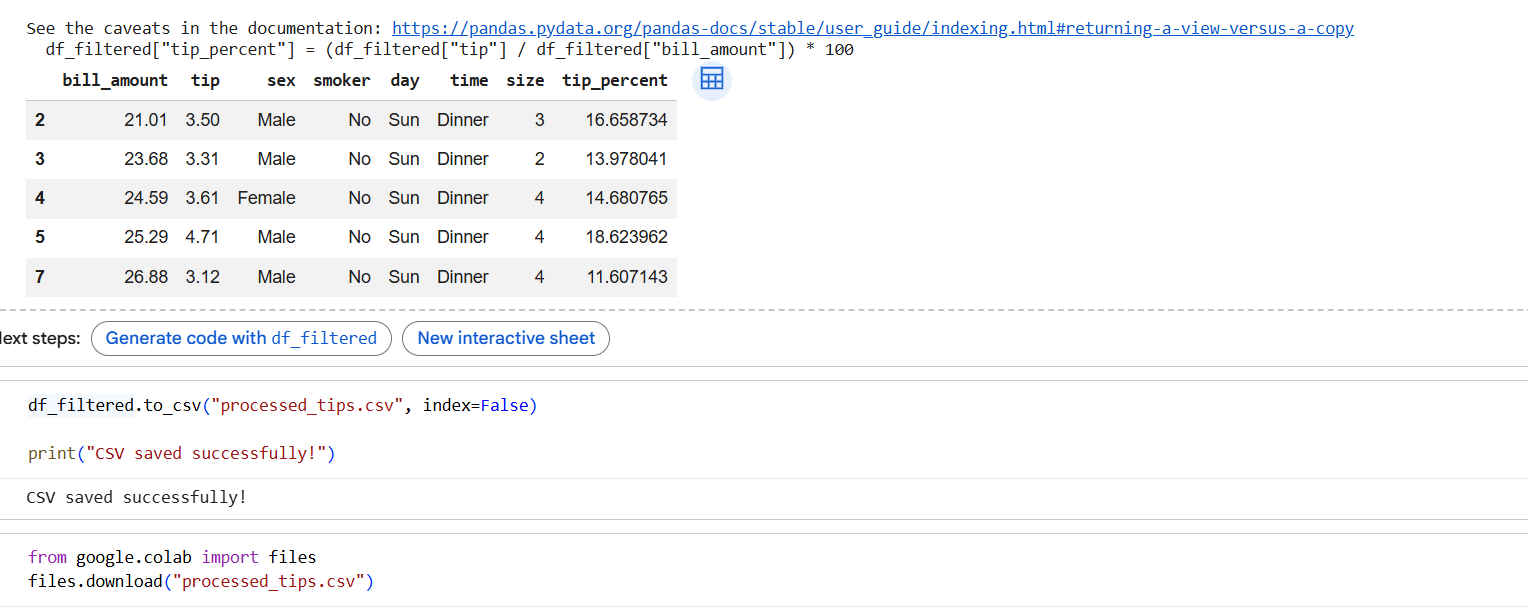 See the caveats in the documentation: https://pandas.pydata.org/pandas-docs/stable/user_guide/indexing.html#returning-a-view-versus-a-copy
df_filtered["tip_percent"] = (df_filtered["tip"] / df_filtered["bill_amount"]) * 100
bill_amount tip sex smoker day time size tip_percent
2 21.01 3.50 Male No Sun Dinner 3 16.658734
3 23.68 3.31 Male No Sun Dinner 2 13.978041
4 24.59 3.61 Female No Sun Dinner 4 14.680765
5 25.29 4.71 Male No Sun Dinner 4 18.623962
7 26.88 3.12 Male No Sun Dinner 4 11.607143
ext steps: Generate code with df_filtered New interactive sheet
df_filtered.to_csv("processed_tips.csv", index=False)
print("CSV saved successfully!")
CSV saved successfully!
from google.colab import files
files.download("processed_tips.csv")